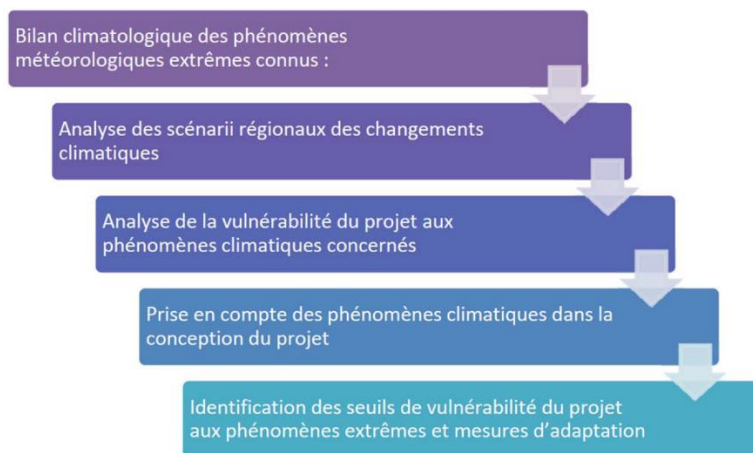 Bilan climatologique des phénomènes
météorologiques extrêmes connus :
Analyse des scénarii régionaux des changements
climatiques
Analyse de la vulnérabilité du projet aux
phénomènes climatiques concernés
Prise en compte des phénomènes climatiques dans la
conception du projet
Identification des seuils de vulnérabilité du projet
aux phénomènes extrêmes et mesures d'adaptation